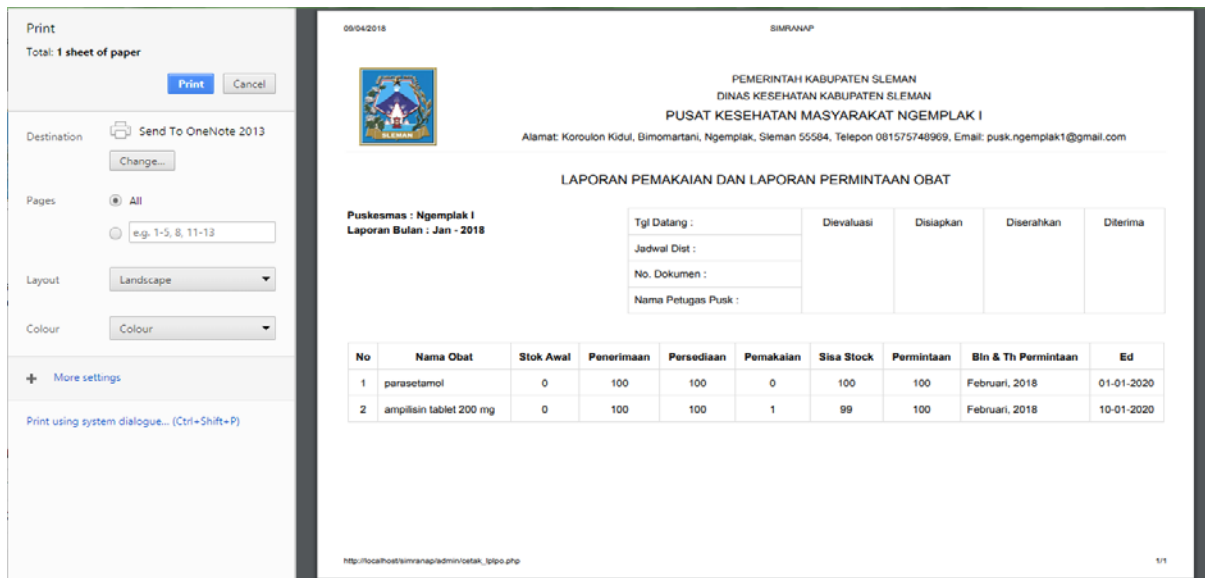 Print
Total: 1 sheet of paper
Print Cancel
Destination Send To OneNote 2013
Change...
Pages All
e.g. 1-5, 8, 11-13
Layout Landscape
Colour Colour
+ More settings
Print using system dialogue... (Ctrl+Shift+P)
09/04/2018 SIMRANAP
SLEMAN
PEMERINTAH KABUPATEN SLEMAN
DINAS KESEHATAN KABUPATEN SLEMAN
PUSAT KESEHATAN MASYARAKAT NGEMPLAK I
Alamat: Koroulon Kidul, Bimomartani, Ngemplak, Sleman 55584, Telepon 081575748969, Email: pusk.ngemplak1@gmail.com
LAPORAN PEMAKAIAN DAN LAPORAN PERMINTAAN OBAT
Puskesmas : Ngemplak I
Laporan Bulan : Jan - 2018
Tgl Datang : Dievaluasi Disiapkan Diserahkan Diterima
Jadwal Dist :
No. Dokumen :
Nama Petugas Pusk :
No Nama Obat Stok Awal Penerimaan Persediaan Pemakaian Sisa Stock Permintaan Bln & Th Permintaan Ed
1 parasetamol 0 100 100 0 100 100 Februari, 2018 01-01-2020
2 ampilisin tablet 200 mg 0 100 100 1 99 100 Februari, 2018 10-01-2020
http://localhost/simranap/admin/cetak_lplpo.php 1/1